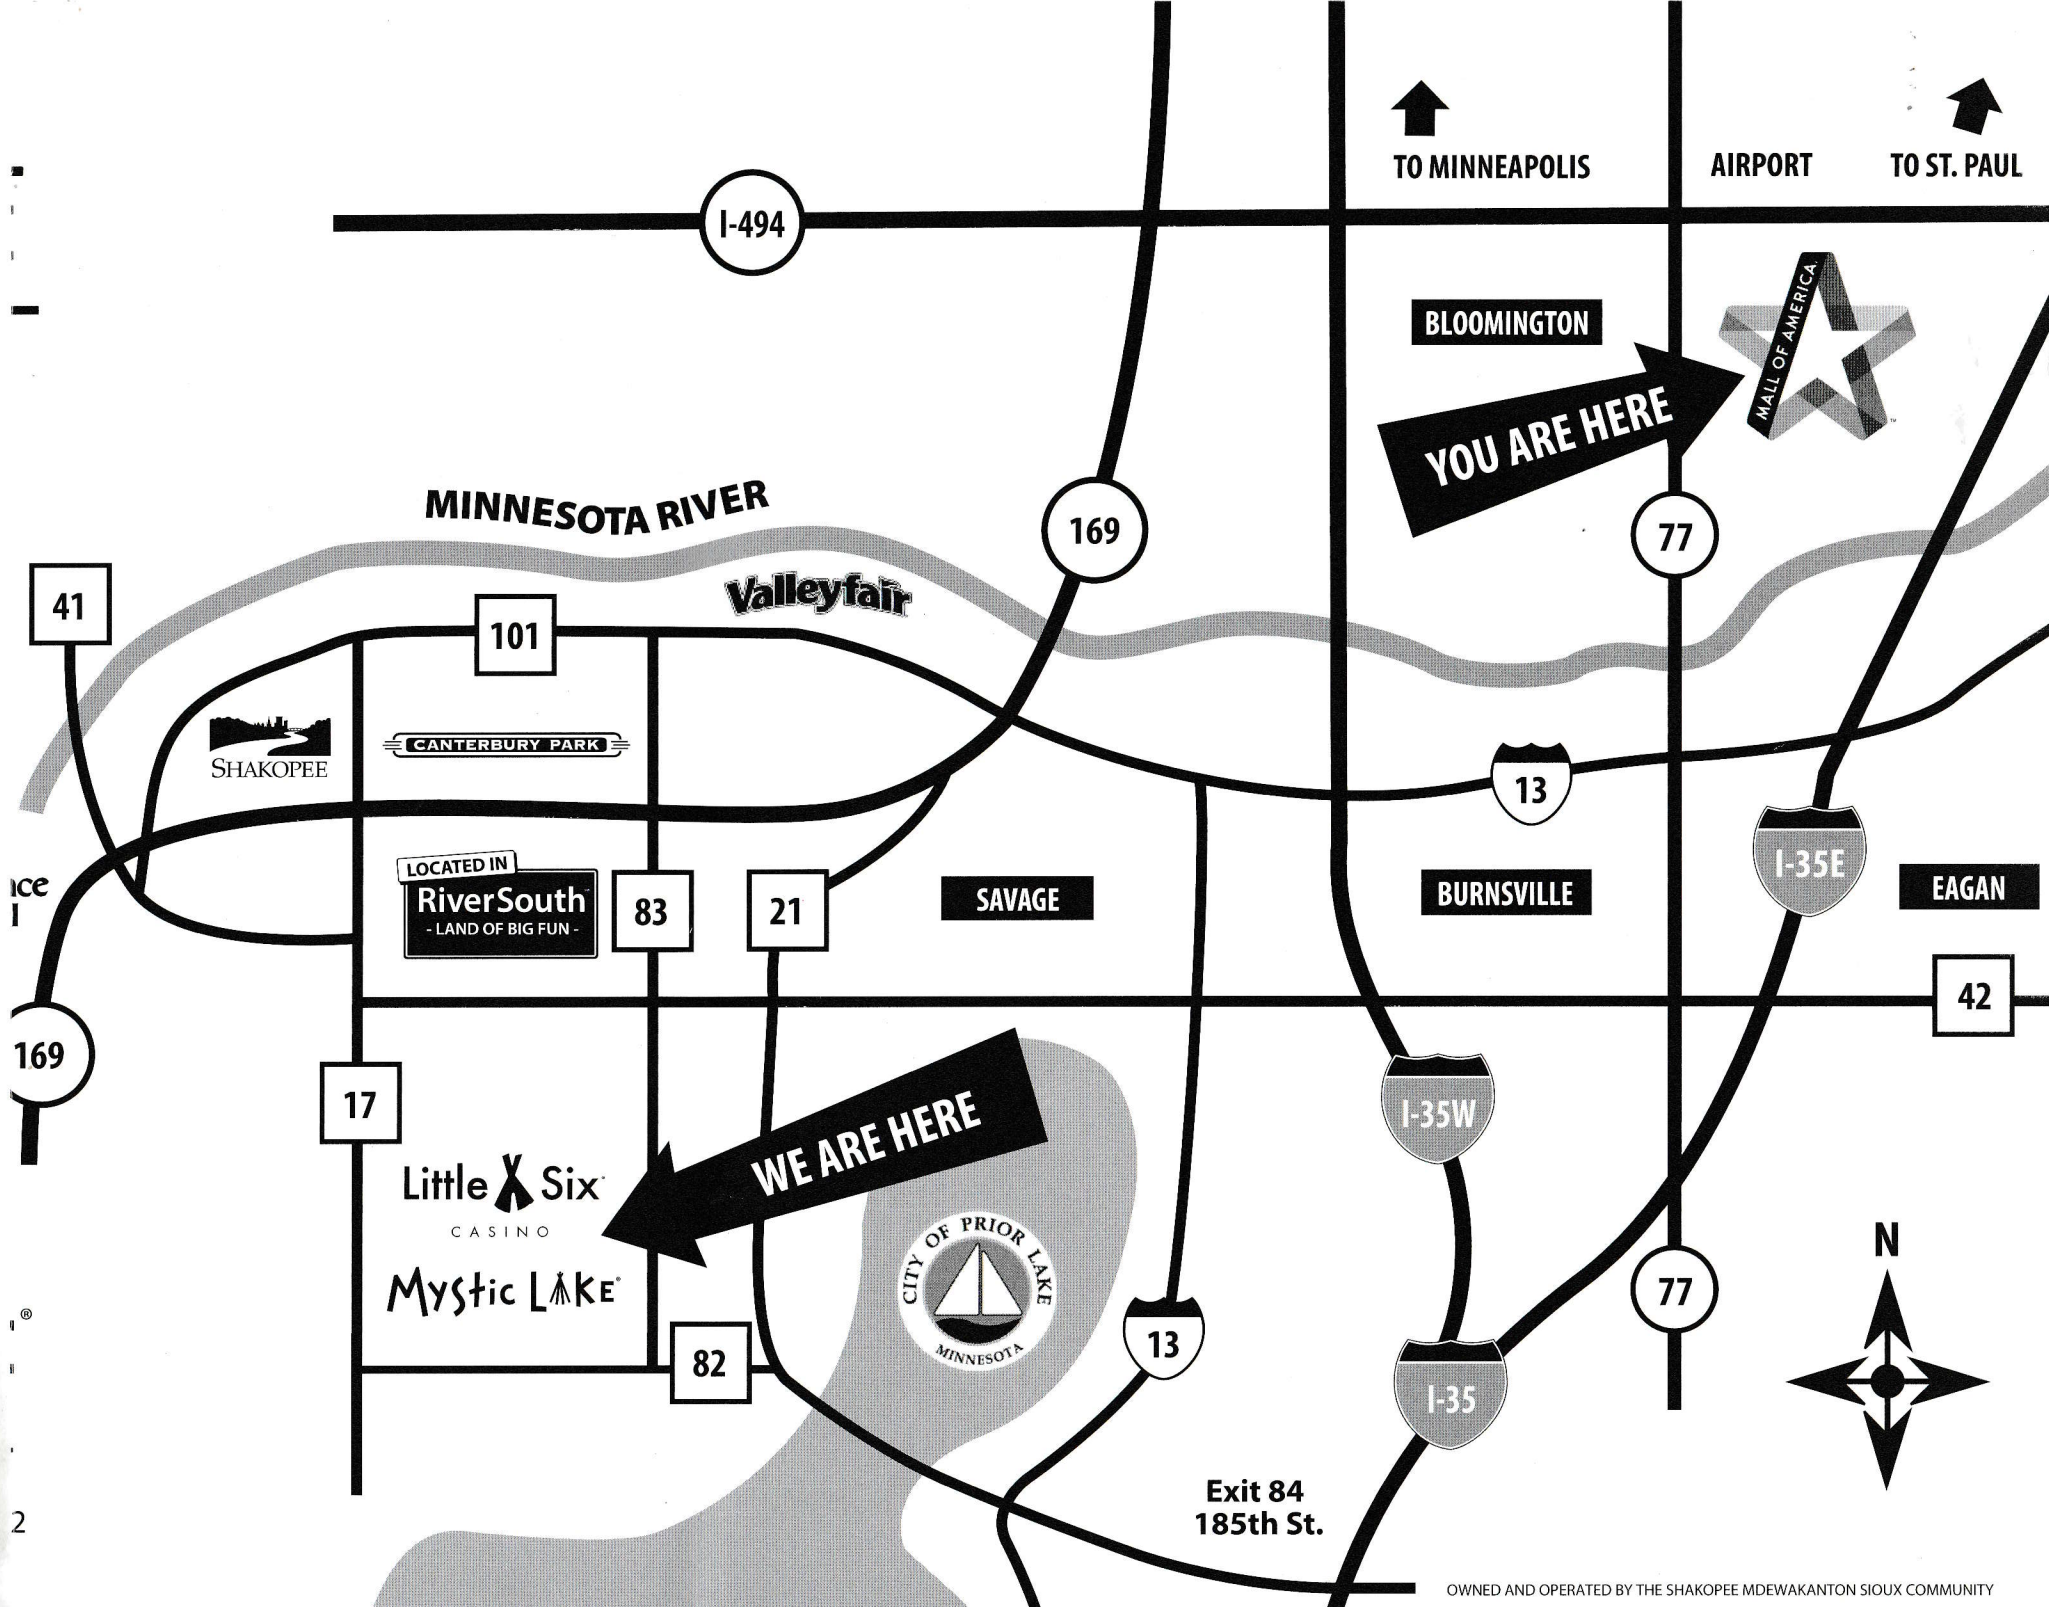 TO MINNEAPOLIS
AIRPORT
TO ST. PAUL
I-494
BLOOMINGTON
MALL OF AMERICA.
™
YOU ARE HERE
MINNESOTA RIVER
169
77
Valleyfair
41
101
SHAKOPEE
CANTERBURY PARK
13
I-35E
LOCATED IN
RiverSouth™
- LAND OF BIG FUN -
83
21
SAVAGE
BURNSVILLE
EAGAN
42
169
17
WE ARE HERE
I-35W
Little Six
CASINO
MYstic LAKE®
CITY OF PRIOR LAKE
MINNESOTA
N
77
82
13
I-35
®
Exit 84
185th St.
2
OWNED AND OPERATED BY THE SHAKOPEE MDEWAKANTON SIOUX COMMUNITY